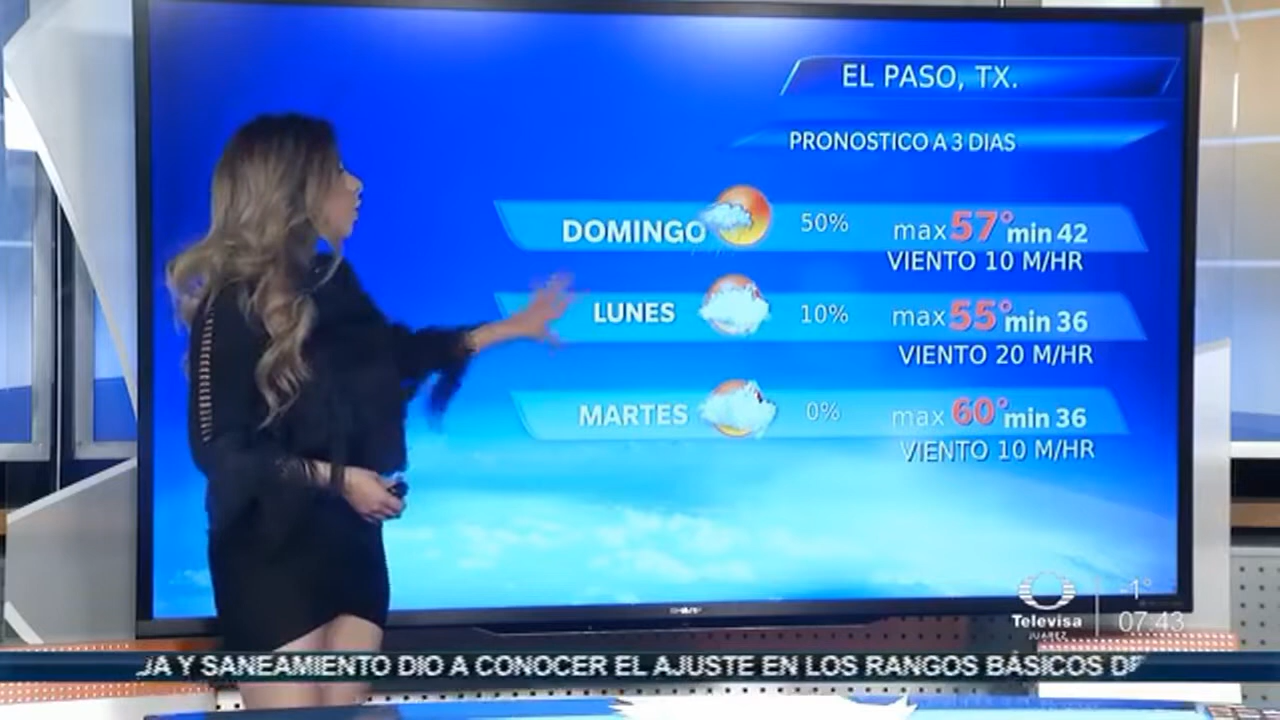 EL PASO, TX.
PRONOSTICO A 3 DIAS
DOMINGO 50% max 57° min 42
VIENTO 10 M/HR
LUNES 10% max 55° min 36
VIENTO 20 M/HR
MARTES 0% max 60° min 36
VIENTO 10 M/HR
SHARP
Televisa
JUAREZ
-1°
07:43
JA Y SANEAMIENTO DIO A CONOCER EL AJUSTE EN LOS RANGOS BÁSICOS DE